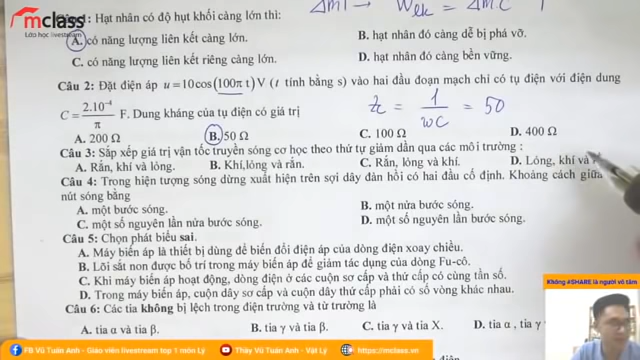 mclass
Lớp học livestream
Câu 1: Hạt nhân có độ hụt khối càng lớn thì:
Δm↑ → Wlk = Δm.c
A. có năng lượng liên kết càng lớn.
B. hạt nhân đó càng dễ bị phá vỡ.
C. có năng lượng liên kết riêng càng lớn.
D. hạt nhân đó càng bền vững.
Câu 2: Đặt điện áp u = 10cos(100π t) V (t tính bằng s) vào hai đầu đoạn mạch chỉ có tụ điện với điện dung
C = 2.10⁻⁴/π F. Dung kháng của tụ điện có giá trị
Zc = 1/wC = 50
A. 200 Ω
B. 50 Ω
C. 100 Ω
D. 400 Ω
Câu 3: Sắp xếp giá trị vận tốc truyền sóng cơ học theo thứ tự giảm dần qua các môi trường :
A. Rắn, khí và lỏng.
B. Khí,lỏng và rắn.
C. Rắn, lỏng và khí.
D. Lỏng, khí và
Câu 4: Trong hiện tượng sóng dừng xuất hiện trên sợi dây đàn hồi có hai đầu cố định. Khoảng cách giữa
nút sóng bằng
A. một bước sóng.
B. một nửa bước sóng.
C. một số nguyên lần nửa bước sóng.
D. một số nguyên lần bước sóng.
Câu 5: Chọn phát biểu sai.
A. Máy biến áp là thiết bị dùng để biến đổi điện áp của dòng điện xoay chiều.
B. Lõi sắt non được bố trí trong máy biến áp để giảm tác dụng của dòng Fu-cô.
C. Khi máy biến áp hoạt động, dòng điện ở các cuộn sơ cấp và thứ cấp có cùng tần số.
D. Trong máy biến áp, cuộn dây sơ cấp và cuộn dây thứ cấp phải có số vòng khác nhau.
Câu 6: Các tia không bị lệch trong điện trường và từ trường là
A. tia α và tia β.
B. tia γ và tia β.
C. tia γ và tia X.
D. tia α , tia γ
Không #SHARE là người vô tâm
FB Vũ Tuấn Anh - Giáo viên livestream top 1 môn Lý
Thầy Vũ Tuấn Anh - Vật Lý
https://mclass.vn